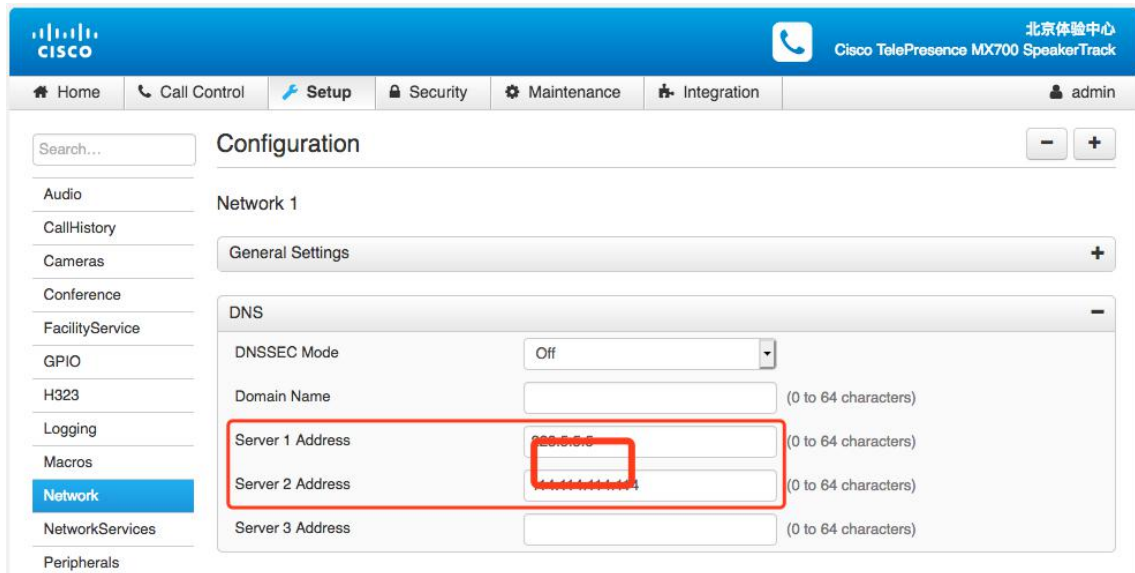 CISCO
北京体验中心
Cisco TelePresence MX700 SpeakerTrack
Home
Call Control
Setup
Security
Maintenance
Integration
admin
Search...
Configuration
Audio
CallHistory
Cameras
Conference
FacilityService
GPIO
H323
Logging
Macros
Network
NetworkServices
Peripherals
Network 1
General Settings
DNS
DNSSEC Mode
Off
Domain Name
(0 to 64 characters)
Server 1 Address
(0 to 64 characters)
Server 2 Address
(0 to 64 characters)
Server 3 Address
(0 to 64 characters)